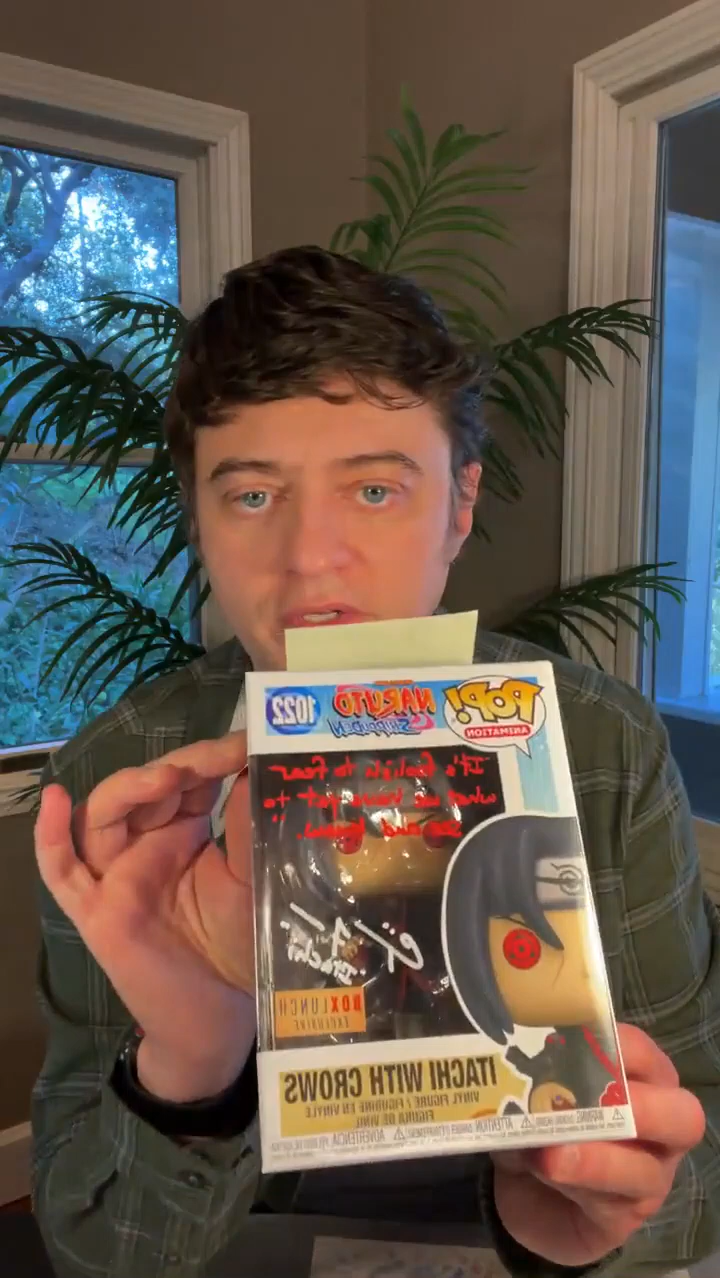 POP!
ANIMATION
NARUTO
SHIPPUDEN
1022
"It's foolish to fear
what we have yet to
see and know."
"Itachi"
BOXLUNCH
EXCLUSIVE
ITACHI WITH CROWS
VINYL FIGURE / FIGURINE EN VINYLE
FIGURA DE VINIL